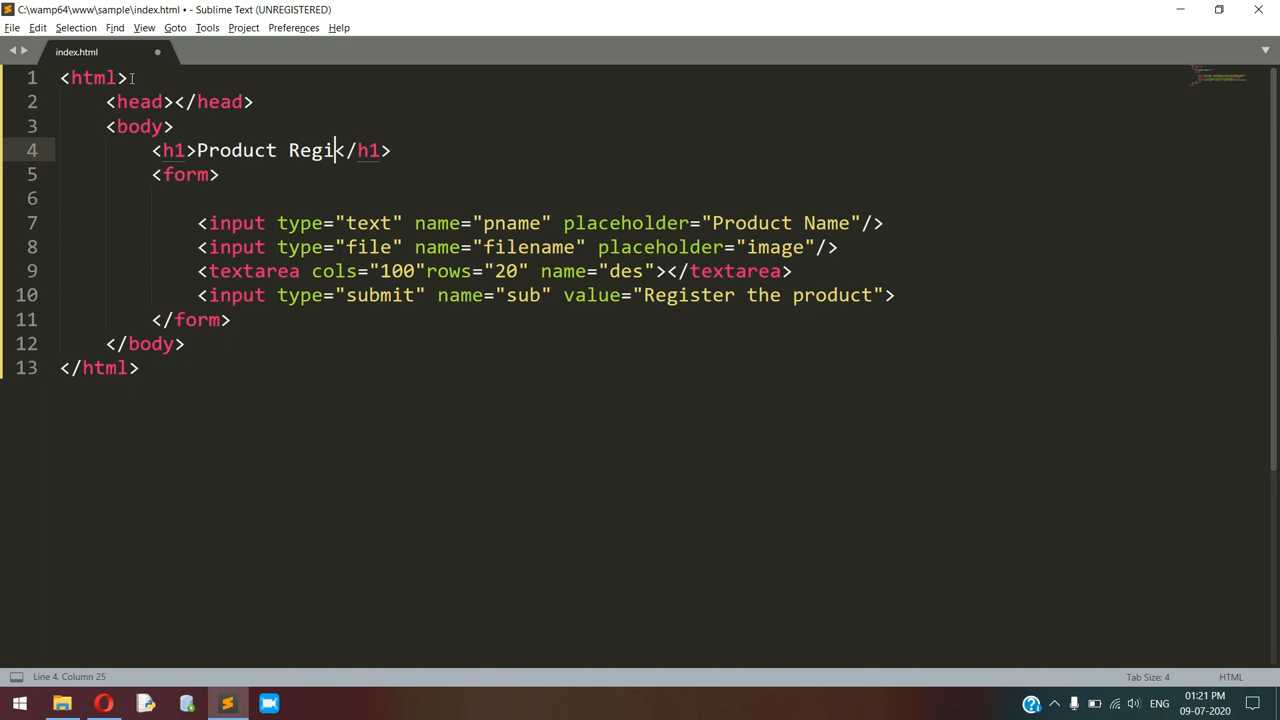 C:\wamp64\www\sample\index.html • - Sublime Text (UNREGISTERED)
File Edit Selection Find View Goto Tools Project Preferences Help
index.html
1 <html>
2 <head></head>
3 <body>
4 <h1>Product Regi</h1>
5 <form>
6
7 <input type="text" name="pname" placeholder="Product Name"/>
8 <input type="file" name="filename" placeholder="image"/>
9 <textarea cols="100"rows="20" name="des"></textarea>
10 <input type="submit" name="sub" value="Register the product">
11 </form>
12 </body>
13 </html>
Line 4, Column 25 Tab Size: 4 HTML
ENG 01:21 PM
09-07-2020